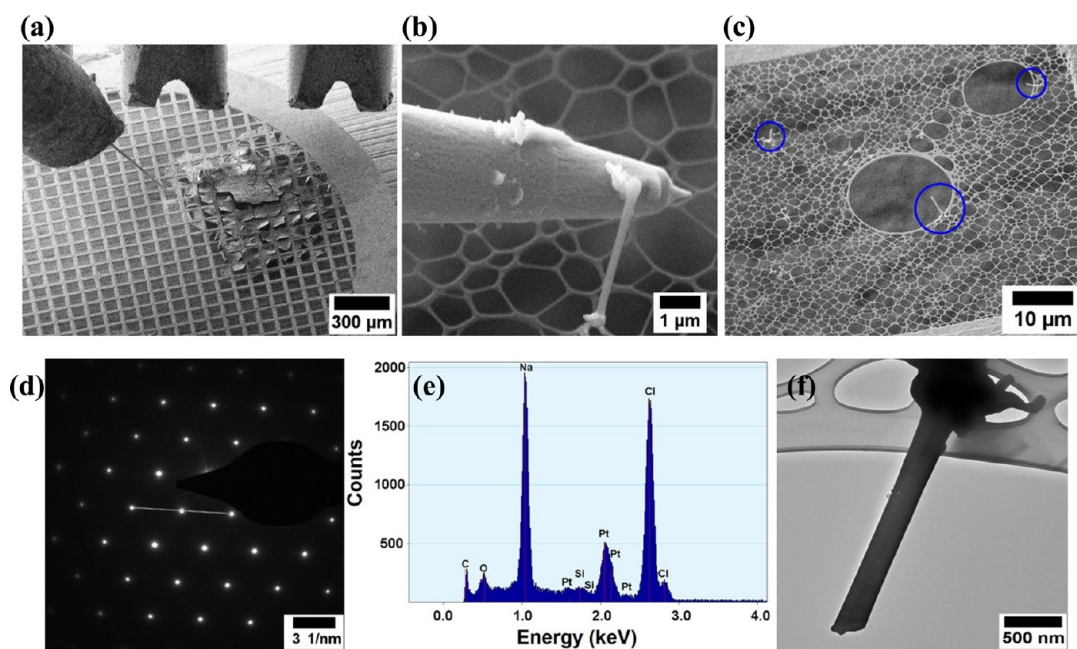 (a)
300 µm
(b)
1 µm
(c)
10 µm
(d)
3 1/nm
(e)
2000
1500
1000
500
Counts
C
O
Na
Pt
Si
Si
Pt
Pt
Pt
Cl
Cl
0.0 1.0 2.0 3.0 4.0
Energy (keV)
(f)
500 nm